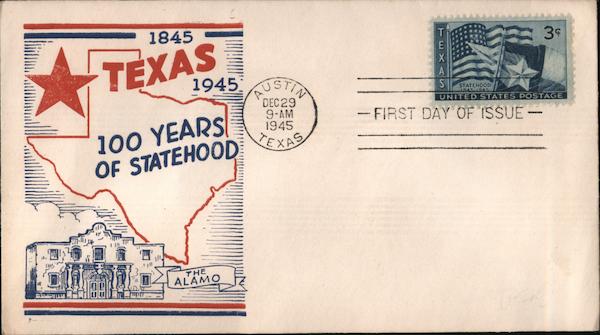 1845
TEXAS
1945
100 YEARS
OF STATEHOOD
THE
ALAMO
AUSTIN
DEC 29
9-AM
1945
TEXAS
FIRST DAY OF ISSUE
TEXAS
3¢
STATEHOOD
UNITED STATES POSTAGE